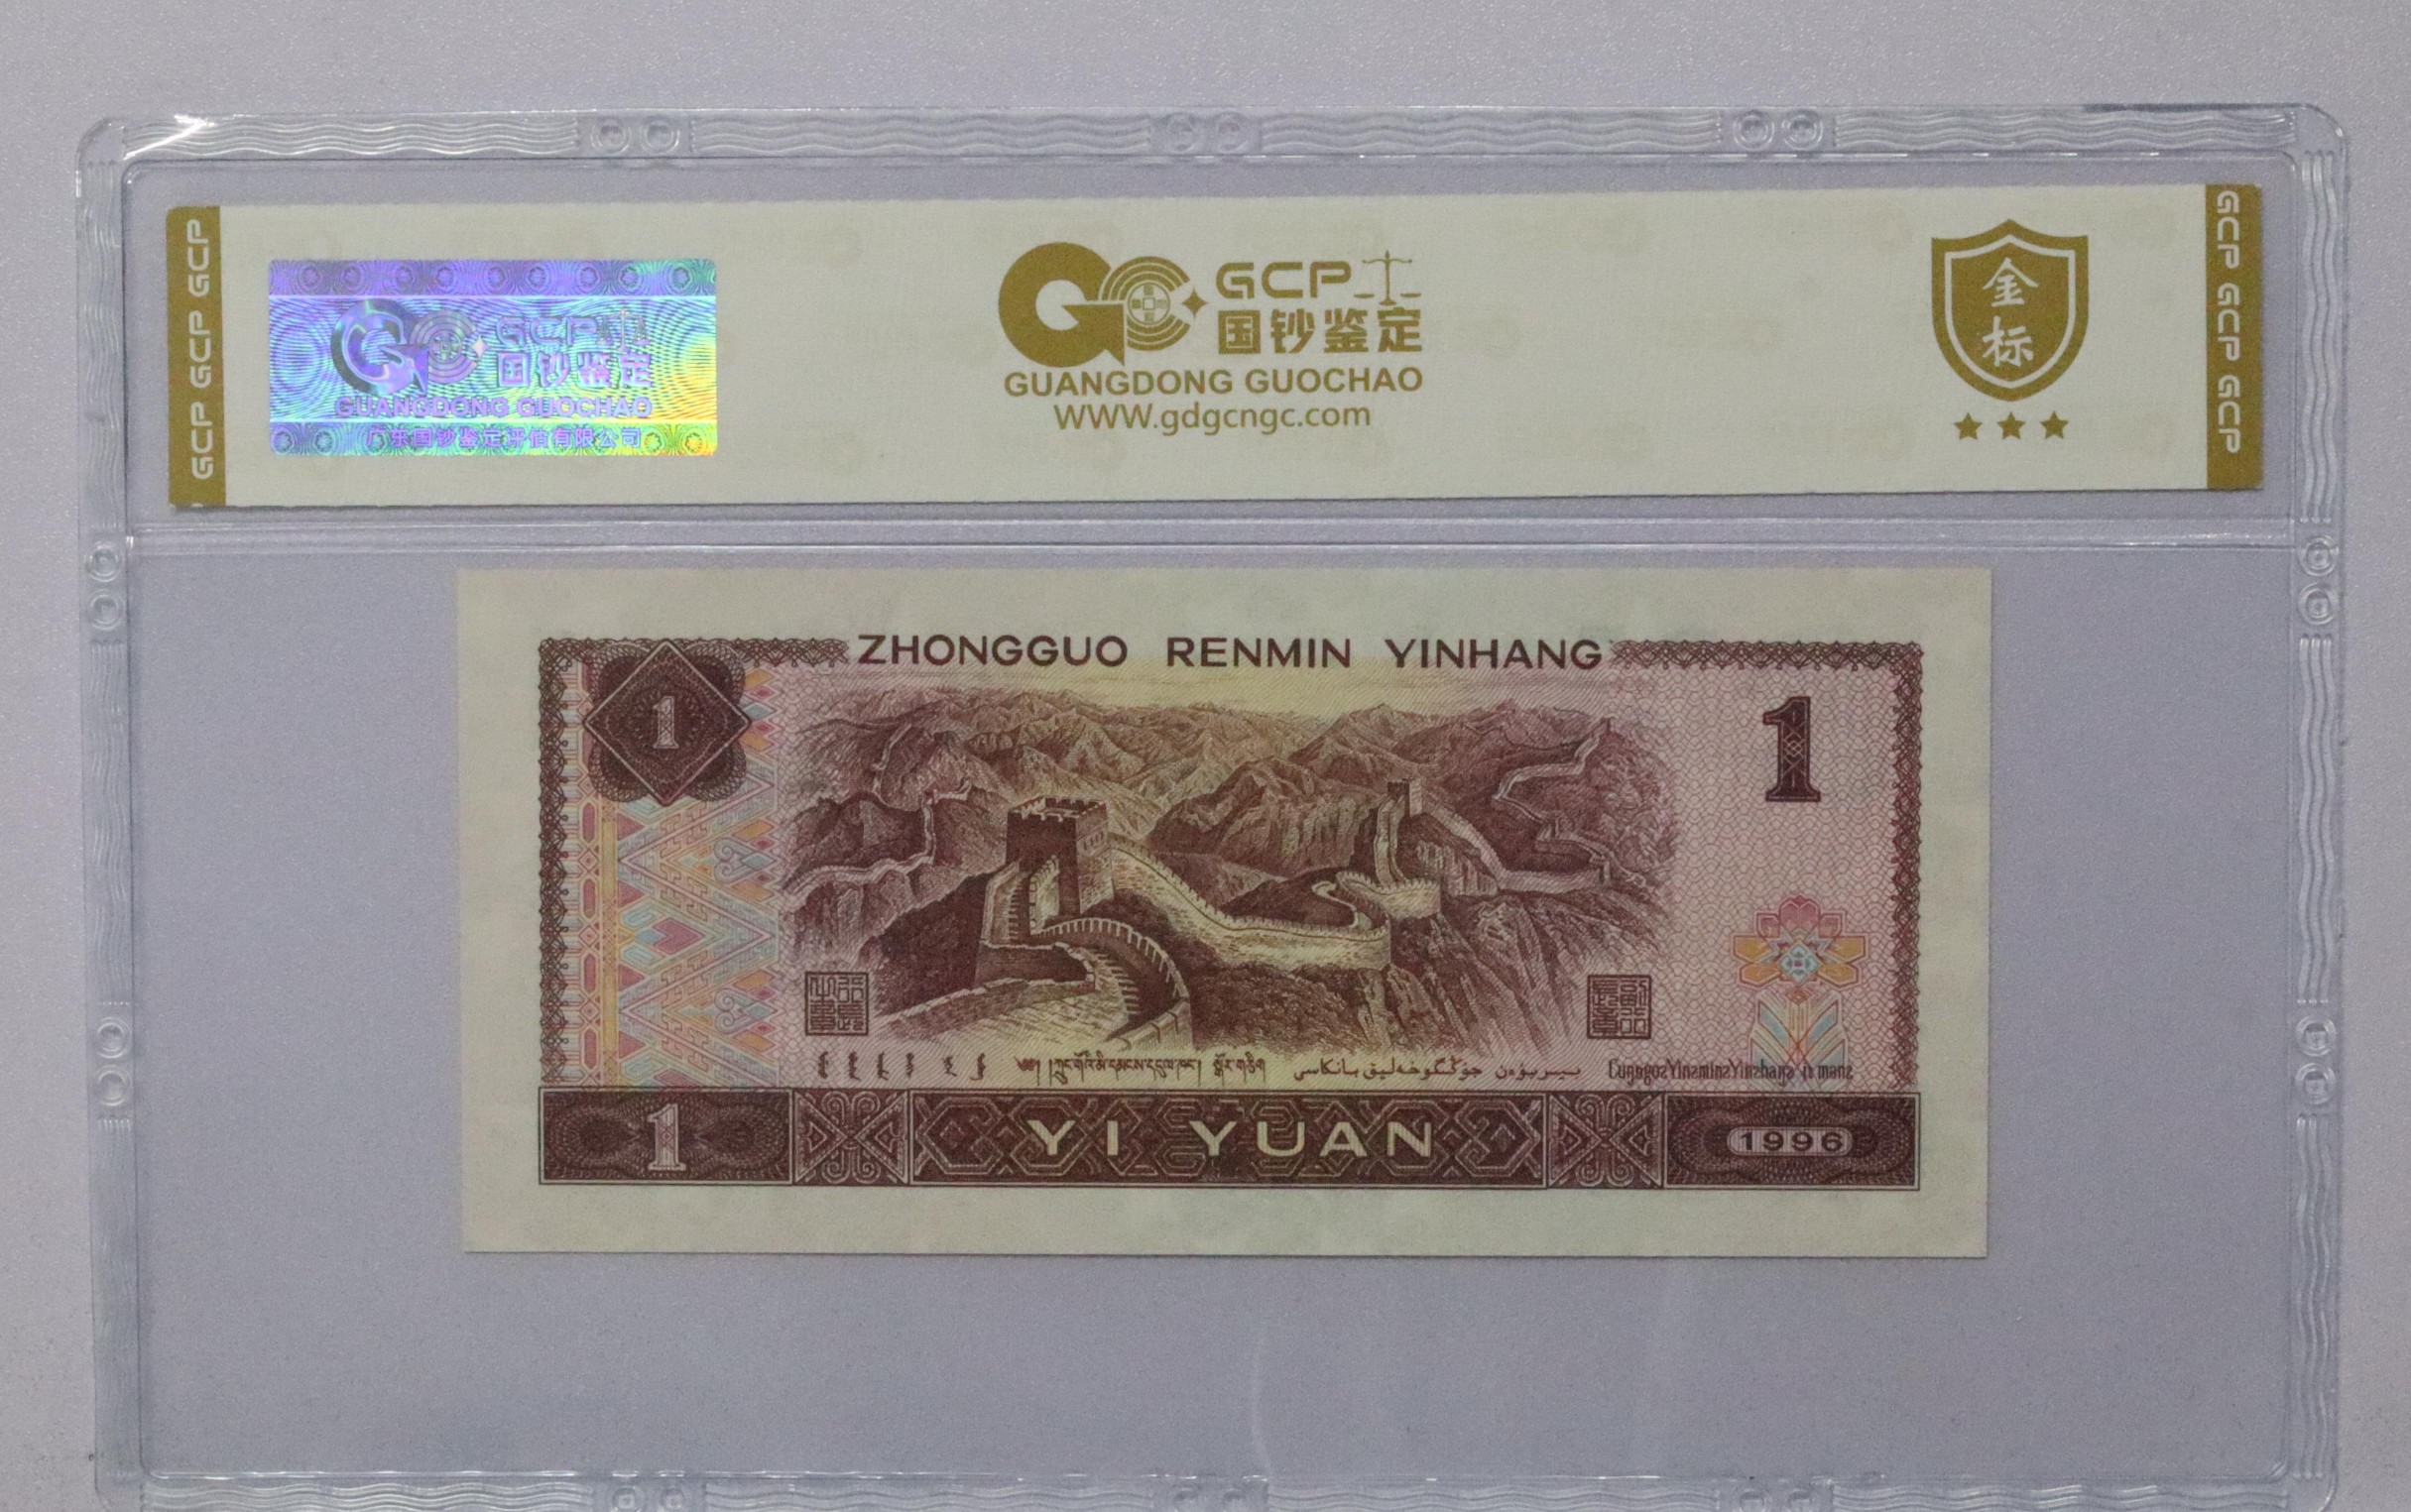 GCP GCP GCP
GCP
国钞鉴定
GUANGDONG GUOCHAO
广东国钞鉴定评估有限公司
GCP
国钞鉴定
GUANGDONG GUOCHAO
WWW.gdgcngc.com
金标
GCP GCP GCP
ZHONGGUO RENMIN YINHANG
1
1
1
YI YUAN
1996